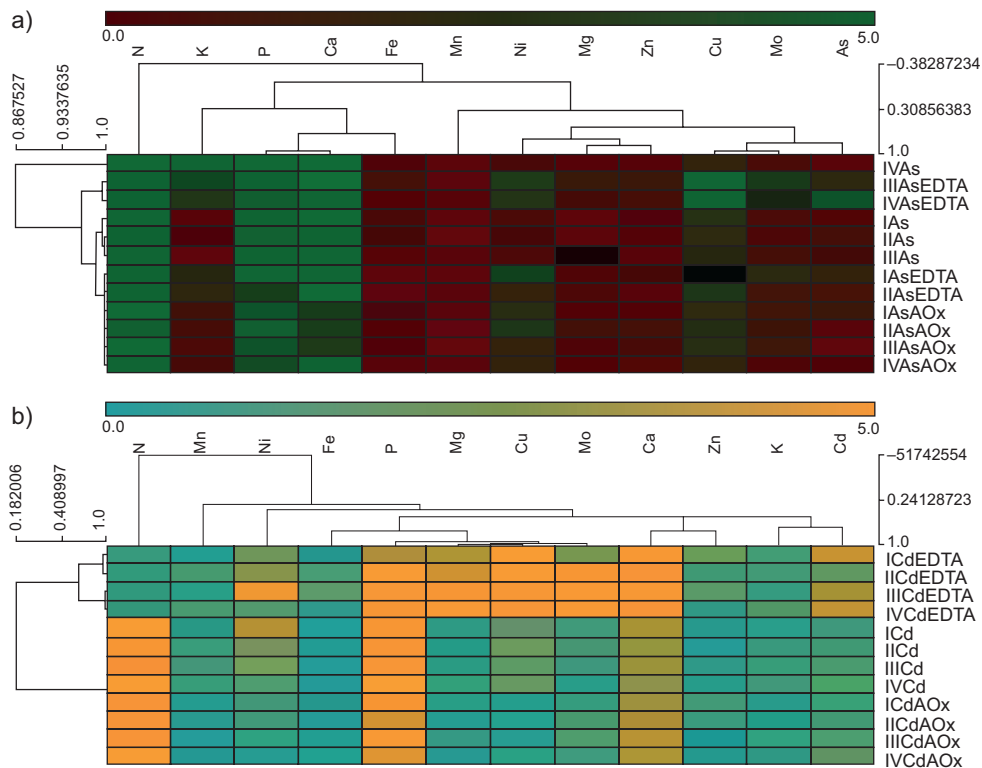 a)
0.0 5.0
N K P Ca Fe Mn Ni Mg Zn Cu Mo As
0.867527 0.9337635 1.0
−0.38287234
0.30856383
1.0
IVAs
IIIAsEDTA
IVAsEDTA
IAs
IIAs
IIIAs
IAsEDTA
IIAsEDTA
IAsAOx
IIAsAOx
IIIAsAOx
IVAsAOx
b)
0.0 5.0
N Mn Ni Fe P Mg Cu Mo Ca Zn K Cd
0.182006 0.408997 1.0
−51742554
0.24128723
1.0
ICdEDTA
IICdEDTA
IIICdEDTA
IVCdEDTA
ICd
IICd
IIICd
IVCd
ICdAOx
IICdAOx
IIICdAOx
IVCdAOx